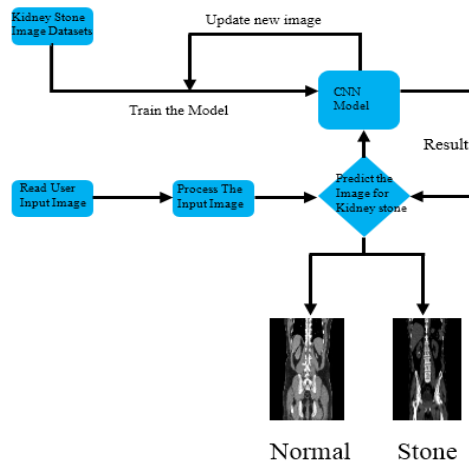 Kidney Stone
Image Datasets
Update new image
Train the Model
CNN
Model
Result
Read User
Input Image
Process The
Input Image
Predict the
Image for
Kidney stone
Normal
Stone